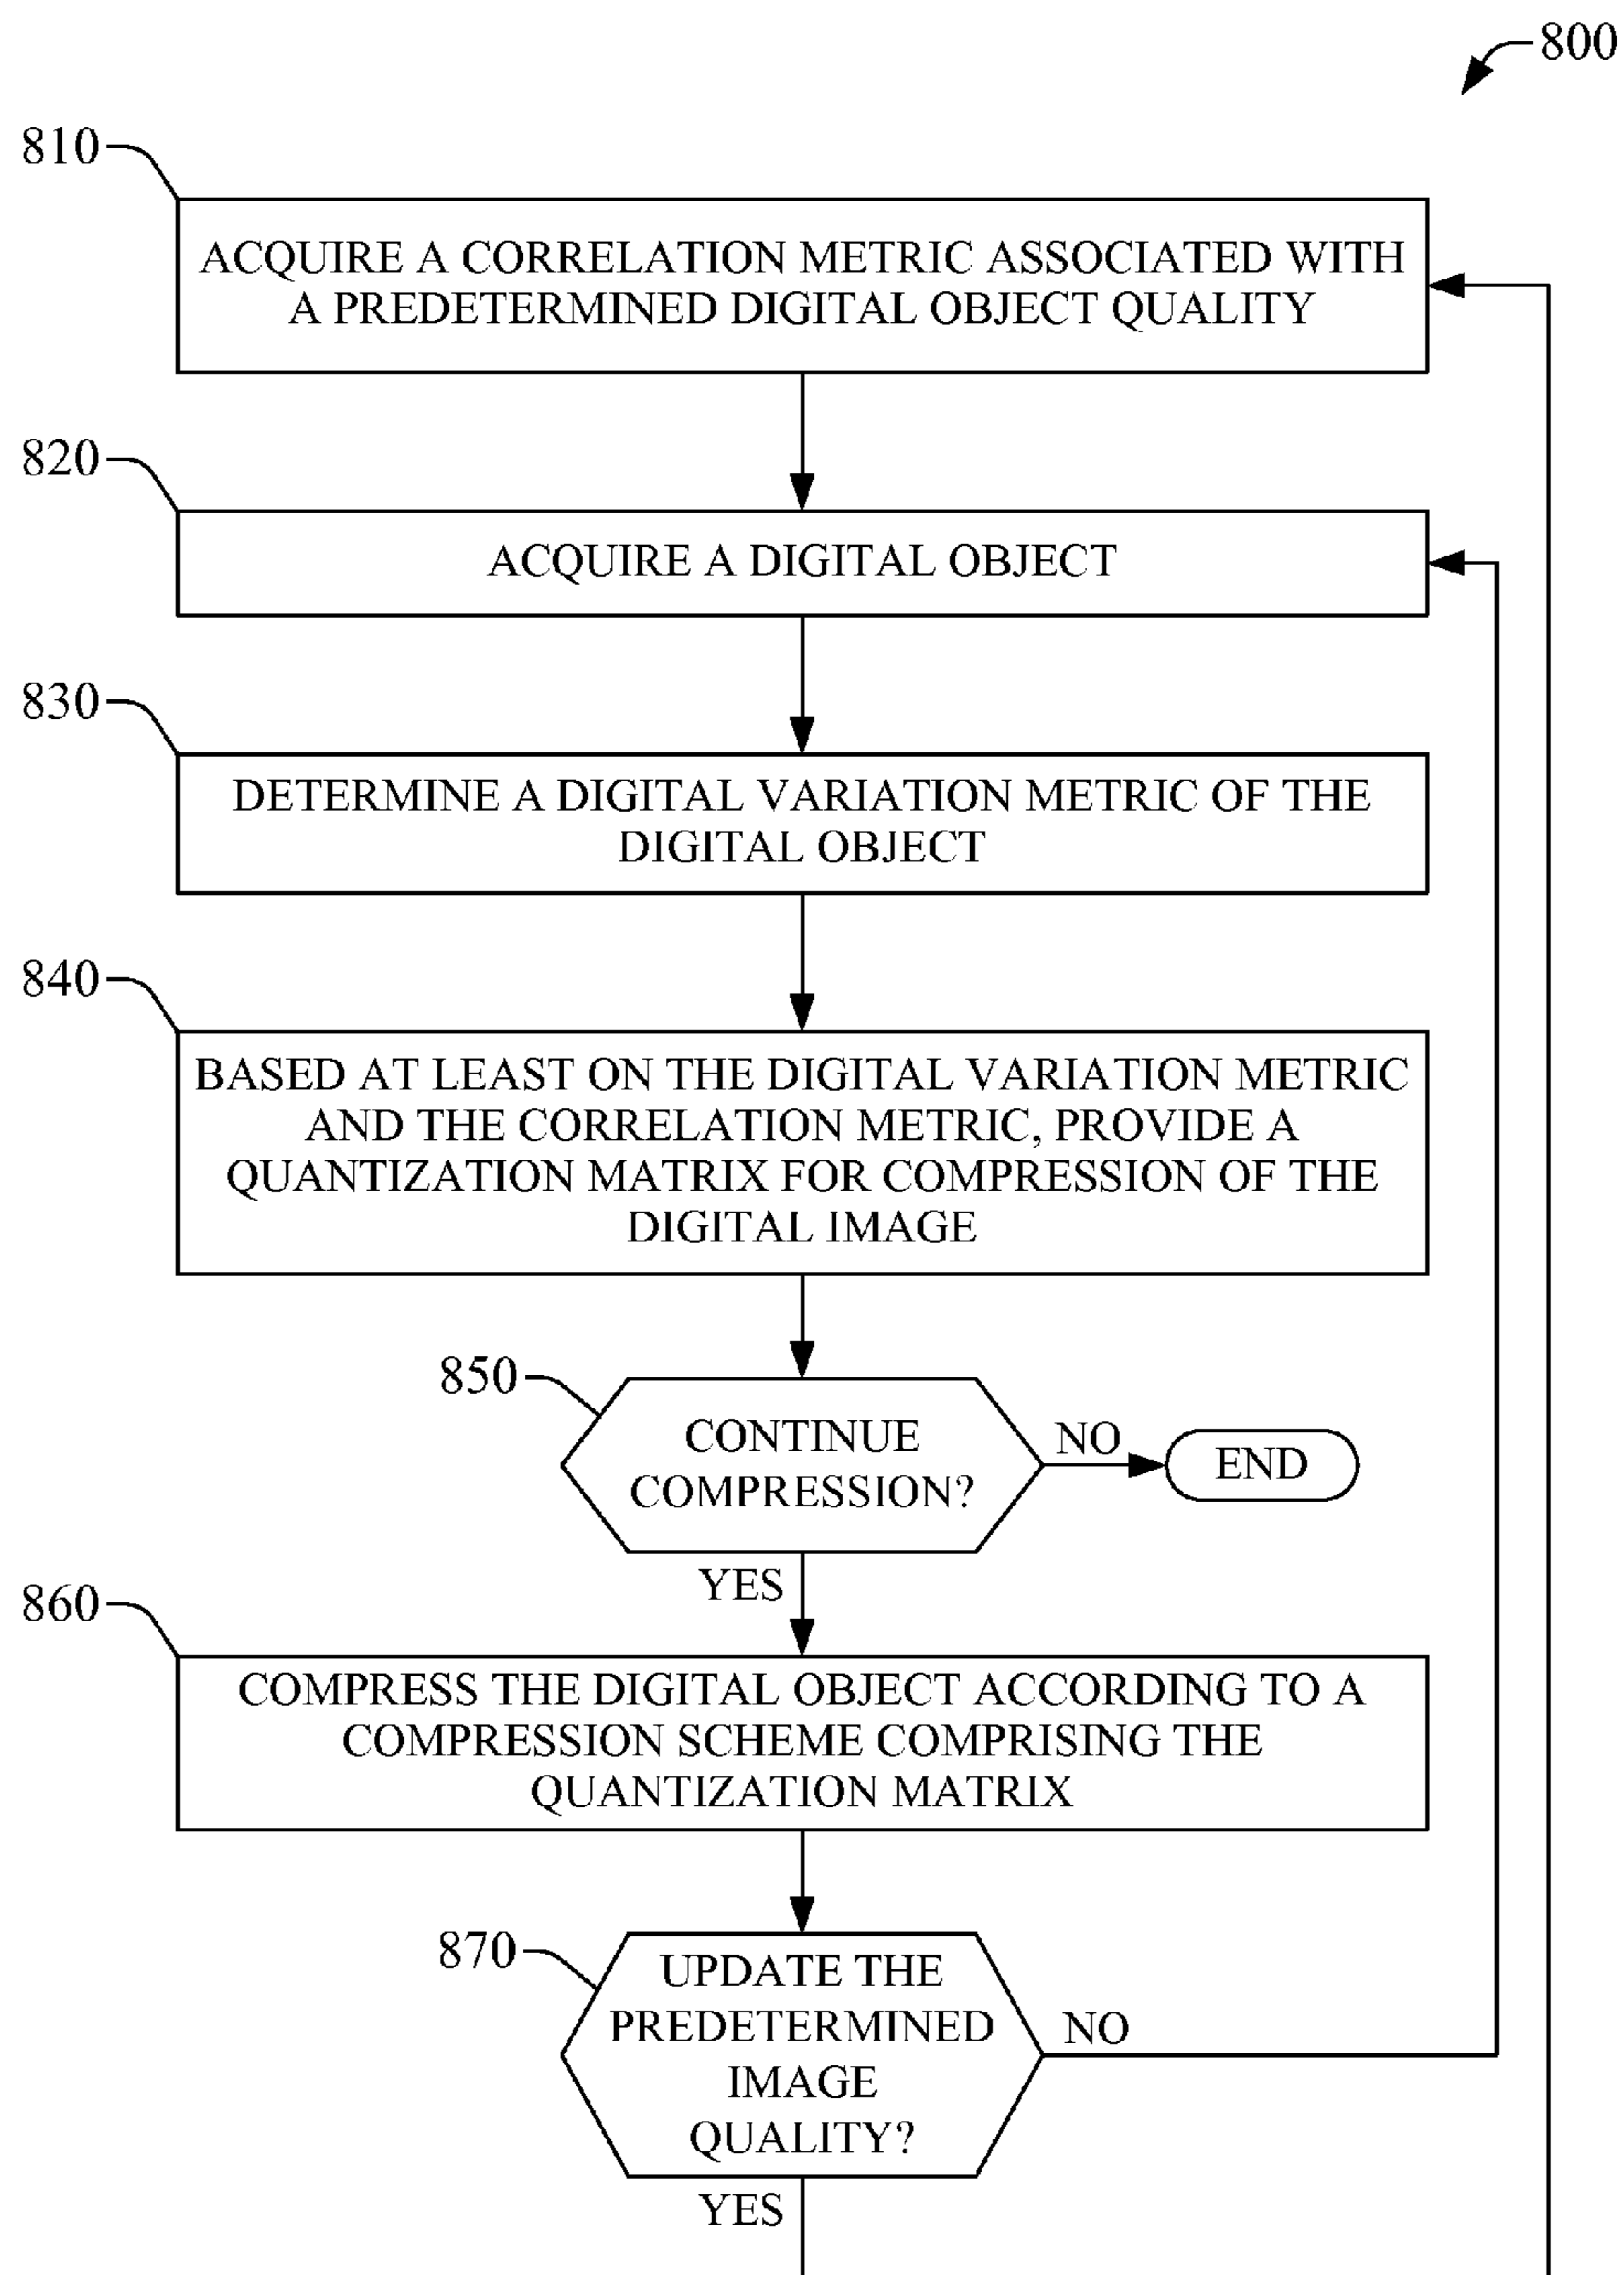 800
810
ACQUIRE A CORRELATION METRIC ASSOCIATED WITH
A PREDETERMINED DIGITAL OBJECT QUALITY
820
ACQUIRE A DIGITAL OBJECT
830
DETERMINE A DIGITAL VARIATION METRIC OF THE
DIGITAL OBJECT
840
BASED AT LEAST ON THE DIGITAL VARIATION METRIC
AND THE CORRELATION METRIC, PROVIDE A
QUANTIZATION MATRIX FOR COMPRESSION OF THE
DIGITAL IMAGE
850
CONTINUE
COMPRESSION?
NO
END
YES
860
COMPRESS THE DIGITAL OBJECT ACCORDING TO A
COMPRESSION SCHEME COMPRISING THE
QUANTIZATION MATRIX
870
UPDATE THE
PREDETERMINED
IMAGE
QUALITY?
NO
YES